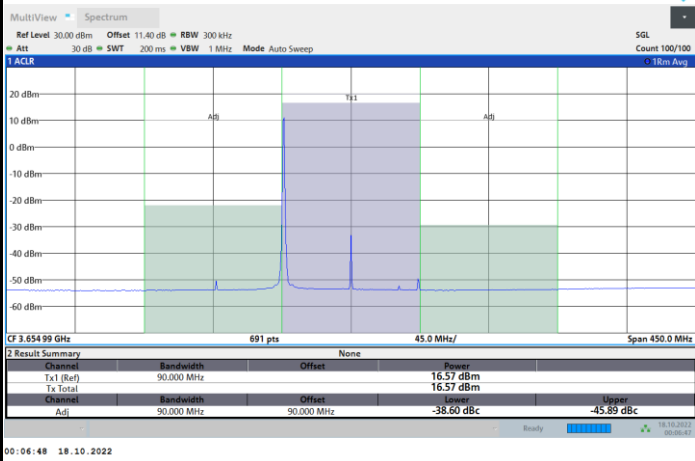 MultiView Spectrum
Ref Level 30.00 dBm Offset 11.40 dB RBW 300 kHz SGL
Att 30 dB SWT 200 ms VBW 1 MHz Mode Auto Sweep Count 100/100
1 ACLR 1Rm Avg
20 dBm
Tx1
10 dBm Adj Adj
0 dBm
-10 dBm
-20 dBm
-30 dBm
-40 dBm
-50 dBm
-60 dBm
CF 3.654 99 GHz 691 pts 45.0 MHz/ Span 450.0 MHz
2 Result Summary None
Channel Bandwidth Offset Power
Tx1 (Ref) 90.000 MHz 16.57 dBm
Tx Total 16.57 dBm
Channel Bandwidth Offset Lower Upper
Adj 90.000 MHz 90.000 MHz -38.60 dBc -45.89 dBc
Ready 18.10.2022
00:06:47
00:06:48 18.10.2022